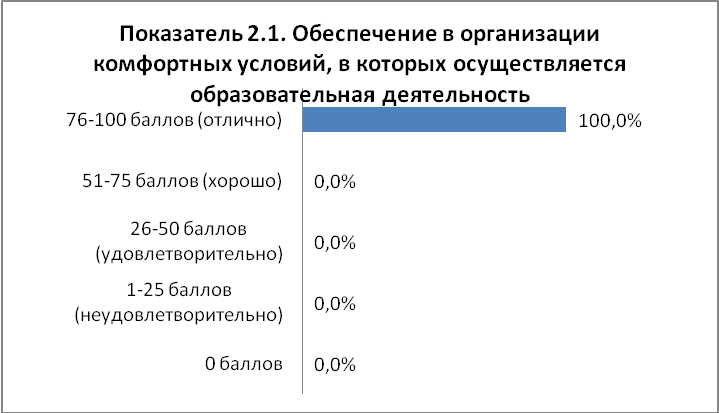 Показатель 2.1. Обеспечение в организации
комфортных условий, в которых осуществляется
образовательная деятельность
76-100 баллов (отлично)
100,0%
51-75 баллов (хорошо)
0,0%
26-50 баллов
(удовлетворительно)
0,0%
1-25 баллов
(неудовлетворительно)
0,0%
0 баллов
0,0%